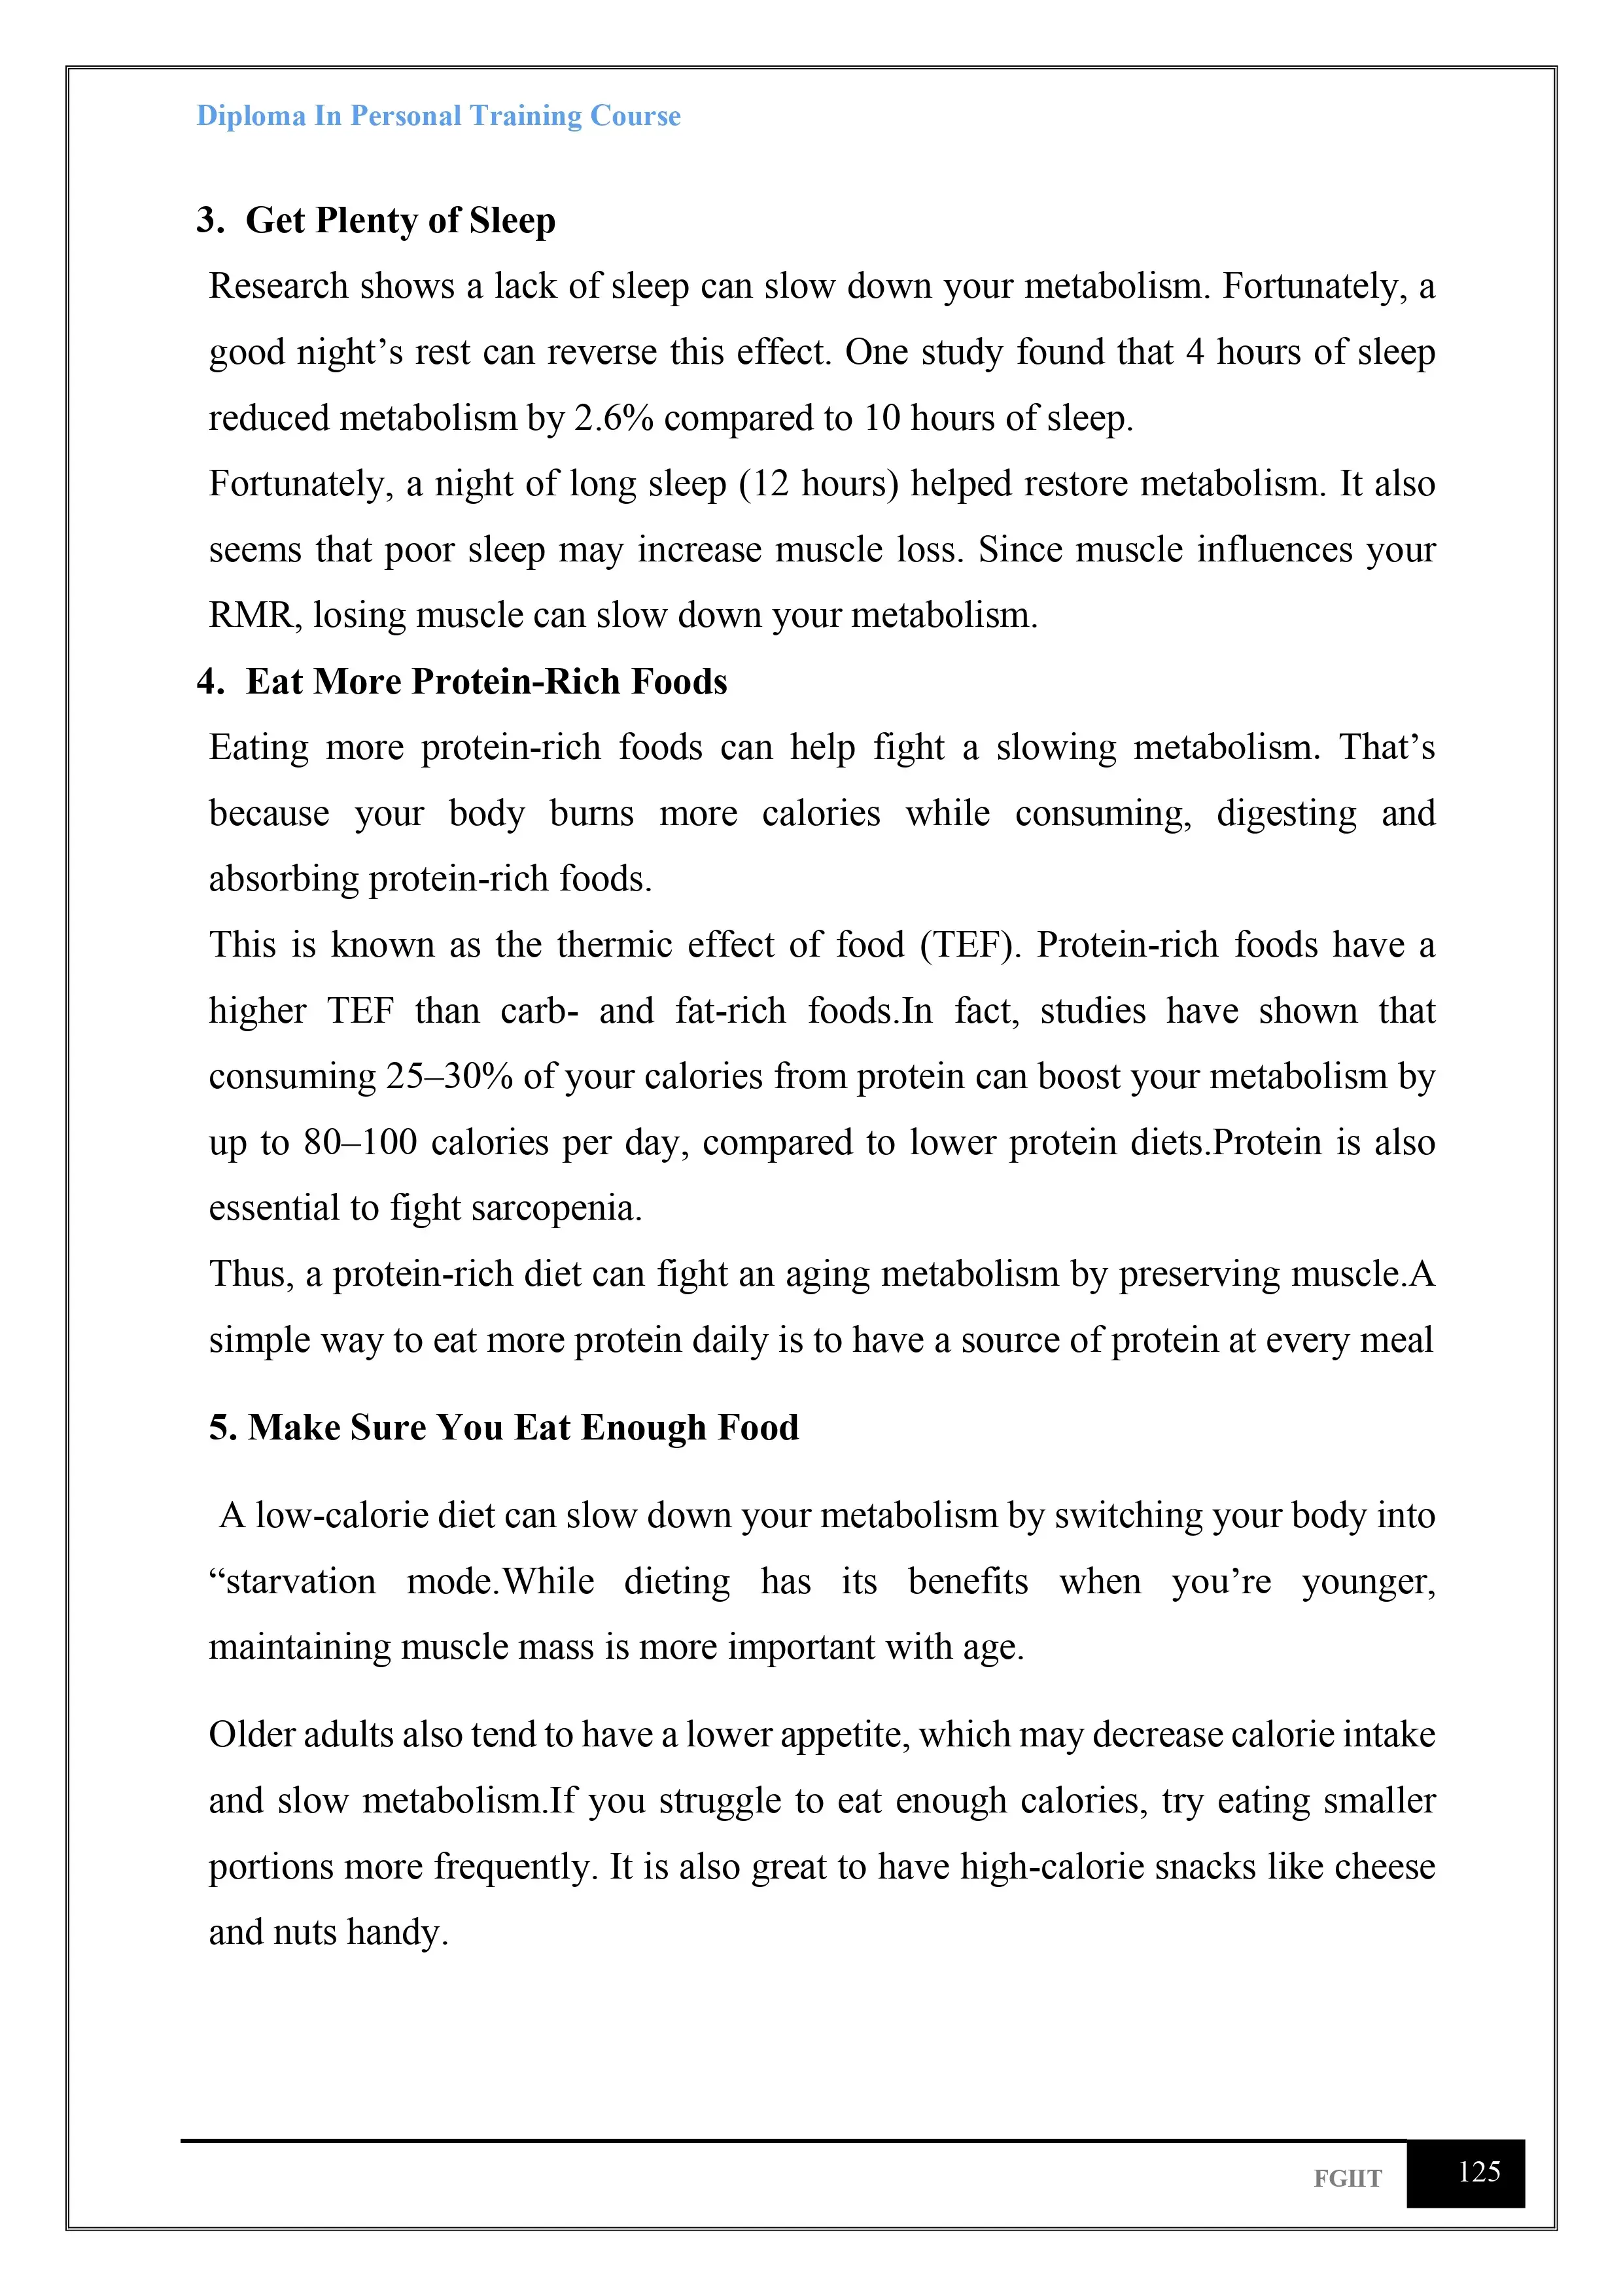 Diploma In Personal Training Course
3. Get Plenty of Sleep
Research shows a lack of sleep can slow down your metabolism. Fortunately, a
good night’s rest can reverse this effect. One study found that 4 hours of sleep
reduced metabolism by 2.6% compared to 10 hours of sleep.
Fortunately, a night of long sleep (12 hours) helped restore metabolism. It also
seems that poor sleep may increase muscle loss. Since muscle influences your
RMR, losing muscle can slow down your metabolism.
4. Eat More Protein-Rich Foods
Eating more protein-rich foods can help fight a slowing metabolism. That’s
because your body burns more calories while consuming, digesting and
absorbing protein-rich foods.
This is known as the thermic effect of food (TEF). Protein-rich foods have a
higher TEF than carb- and fat-rich foods.In fact, studies have shown that
consuming 25–30% of your calories from protein can boost your metabolism by
up to 80–100 calories per day, compared to lower protein diets.Protein is also
essential to fight sarcopenia.
Thus, a protein-rich diet can fight an aging metabolism by preserving muscle.A
simple way to eat more protein daily is to have a source of protein at every meal
5. Make Sure You Eat Enough Food
A low-calorie diet can slow down your metabolism by switching your body into
“starvation mode.While dieting has its benefits when you’re younger,
maintaining muscle mass is more important with age.
Older adults also tend to have a lower appetite, which may decrease calorie intake
and slow metabolism.If you struggle to eat enough calories, try eating smaller
portions more frequently. It is also great to have high-calorie snacks like cheese
and nuts handy.
FGIIT 125